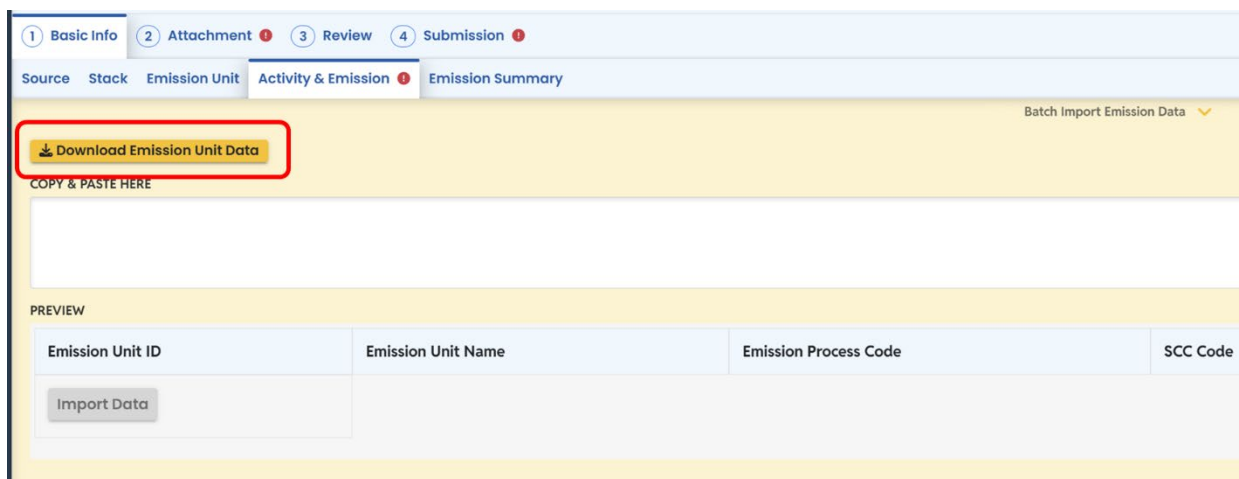 1 Basic Info 2 Attachment ! 3 Review 4 Submission !
Source Stack Emission Unit Activity & Emission ! Emission Summary
Batch Import Emission Data
Download Emission Unit Data
COPY & PASTE HERE
PREVIEW
Emission Unit ID Emission Unit Name Emission Process Code SCC Code
Import Data